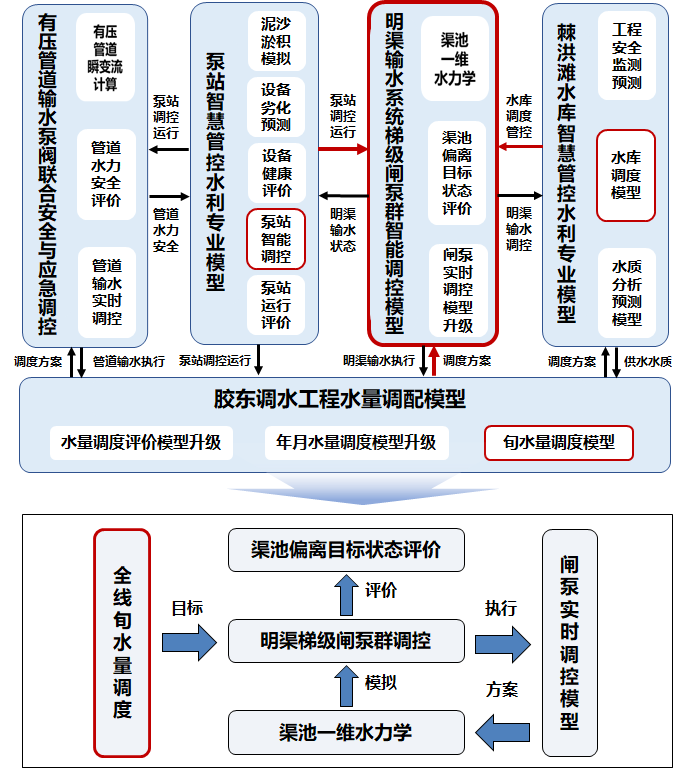 有压管道输水泵阀联合安全与应急调控
有压
管道
瞬变流
计算
管道
水力
安全
评价
管道
输水
实时
调控
泵站
调控
运行
管道
水力
安全
泵站智慧管控水利专业模型
泥沙
淤积
模拟
设备
劣化
预测
设备
健康
评价
泵站
智能
调控
泵站
运行
评价
泵站
调控
运行
明渠
输水
状态
明渠输水系统梯级闸泵群智能调控模型
渠池
一维
水力学
渠池
偏离
目标
状态
评价
闸泵
实时
调控
模型
升级
水库
调度
管控
明渠
输水
调控
棘洪滩水库智慧管控水利专业模型
工程
安全
监测
预测
水库
调度
模型
水质
分析
预测
模型
调度方案
管道输水执行
泵站调控运行
明渠输水执行
调度方案
调度方案
供水水质
胶东调水工程水量调配模型
水量调度评价模型升级
年月水量调度模型升级
旬水量调度模型
全线旬水量调度
目标
渠池偏离目标状态评价
评价
明渠梯级闸泵群调控
模拟
渠池一维水力学
执行
方案
闸泵实时调控模型